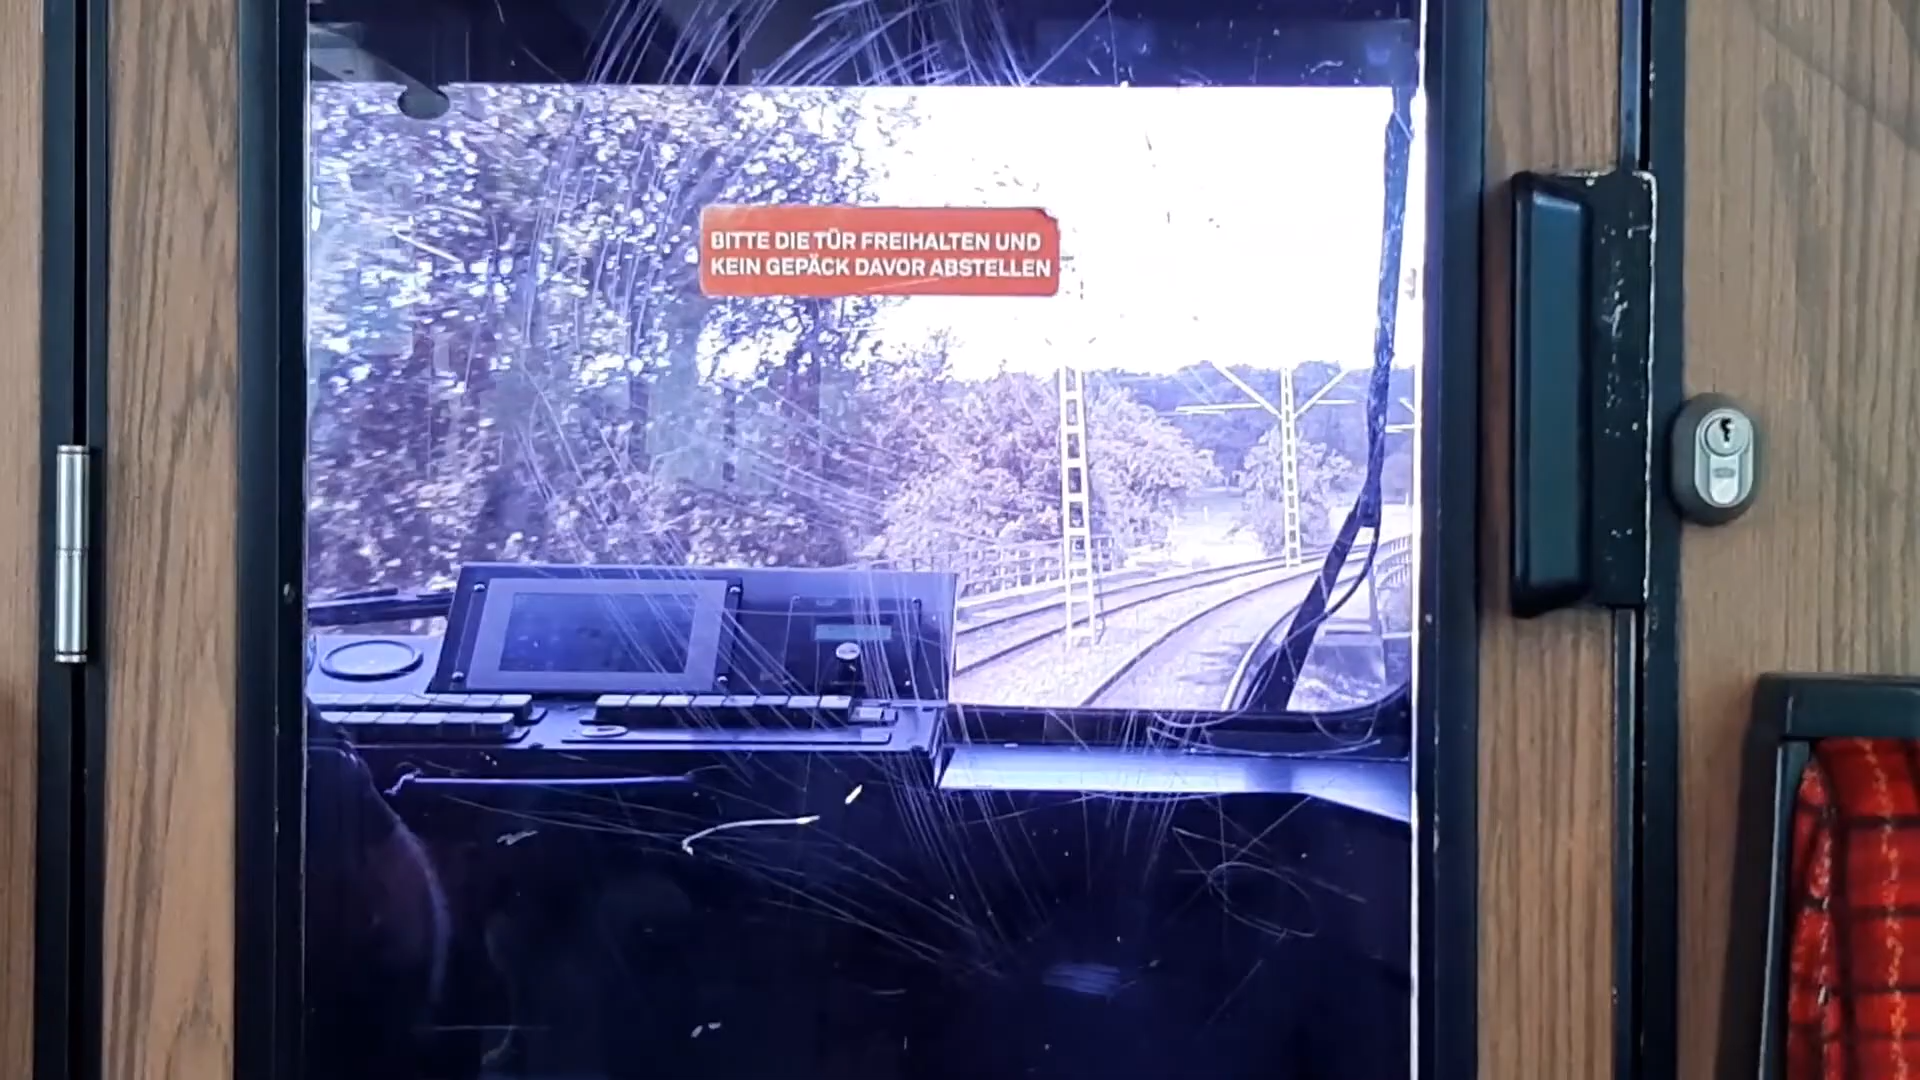 BITTE DIE TÜR FREIHALTEN UND
KEIN GEPÄCK DAVOR ABSTELLEN